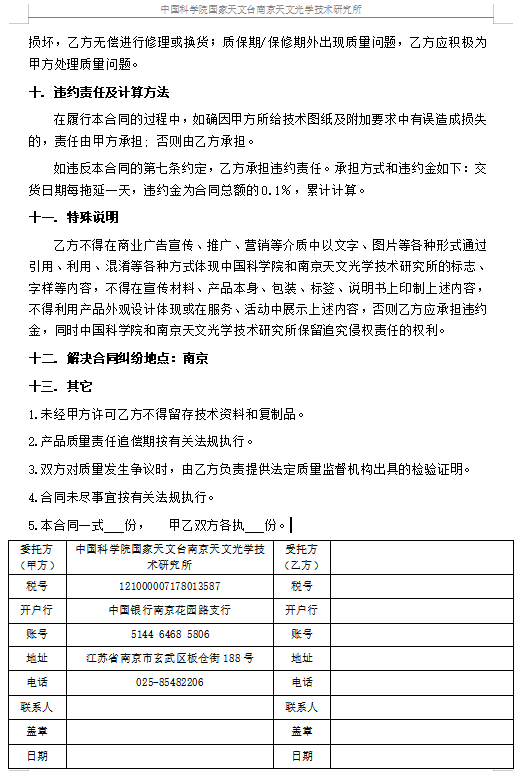 中国科学院国家天文台南京天文光学技术研究所
损坏，乙方无偿进行修理或换货；质保期/保修期外出现质量问题，乙方应积极为
甲方处理质量问题。
十．违约责任及计算方法
在履行本合同的过程中，如确因甲方所给技术图纸及附加要求中有误造成损失
的，责任由甲方承担；否则由乙方承担。
如违反本合同的第七条约定，乙方承担违约责任。承担方式和违约金如下：交
货日期每拖延一天，违约金为合同总额的0.1%，累计计算。
十一．特殊说明
乙方不得在商业广告宣传、推广、营销等介质中以文字、图片等各种形式通过
引用、利用、混淆等各种方式体现中国科学院和南京天文光学技术研究所的标志、
字样等内容，不得在宣传材料、产品本身、包装、标签、说明书上印制上述内容，
不得利用产品外观设计体现或在服务、活动中展示上述内容，否则乙方应承担违约
金，同时中国科学院和南京天文光学技术研究所保留追究侵权责任的权利。
十二．解决合同纠纷地点：南京
十三．其它
1.未经甲方许可乙方不得留存技术资料和复制品。
2.产品质量责任追偿期按有关法规执行。
3.双方对质量发生争议时，由乙方负责提供法定质量监督机构出具的检验证明。
4.合同未尽事宜按有关法规执行。
5.本合同一式___份， 甲乙双方各执___份。
委托方（甲方） 中国科学院国家天文台南京天文光学技术研究所 受托方（乙方）
税号 121000007178013587 税号
开户行 中国银行南京花园路支行 开户行
账号 5144 6468 5806 账号
地址 江苏省南京市玄武区板仓街188号 地址
电话 025-85482206 电话
联系人 联系人
盖章 盖章
日期 日期